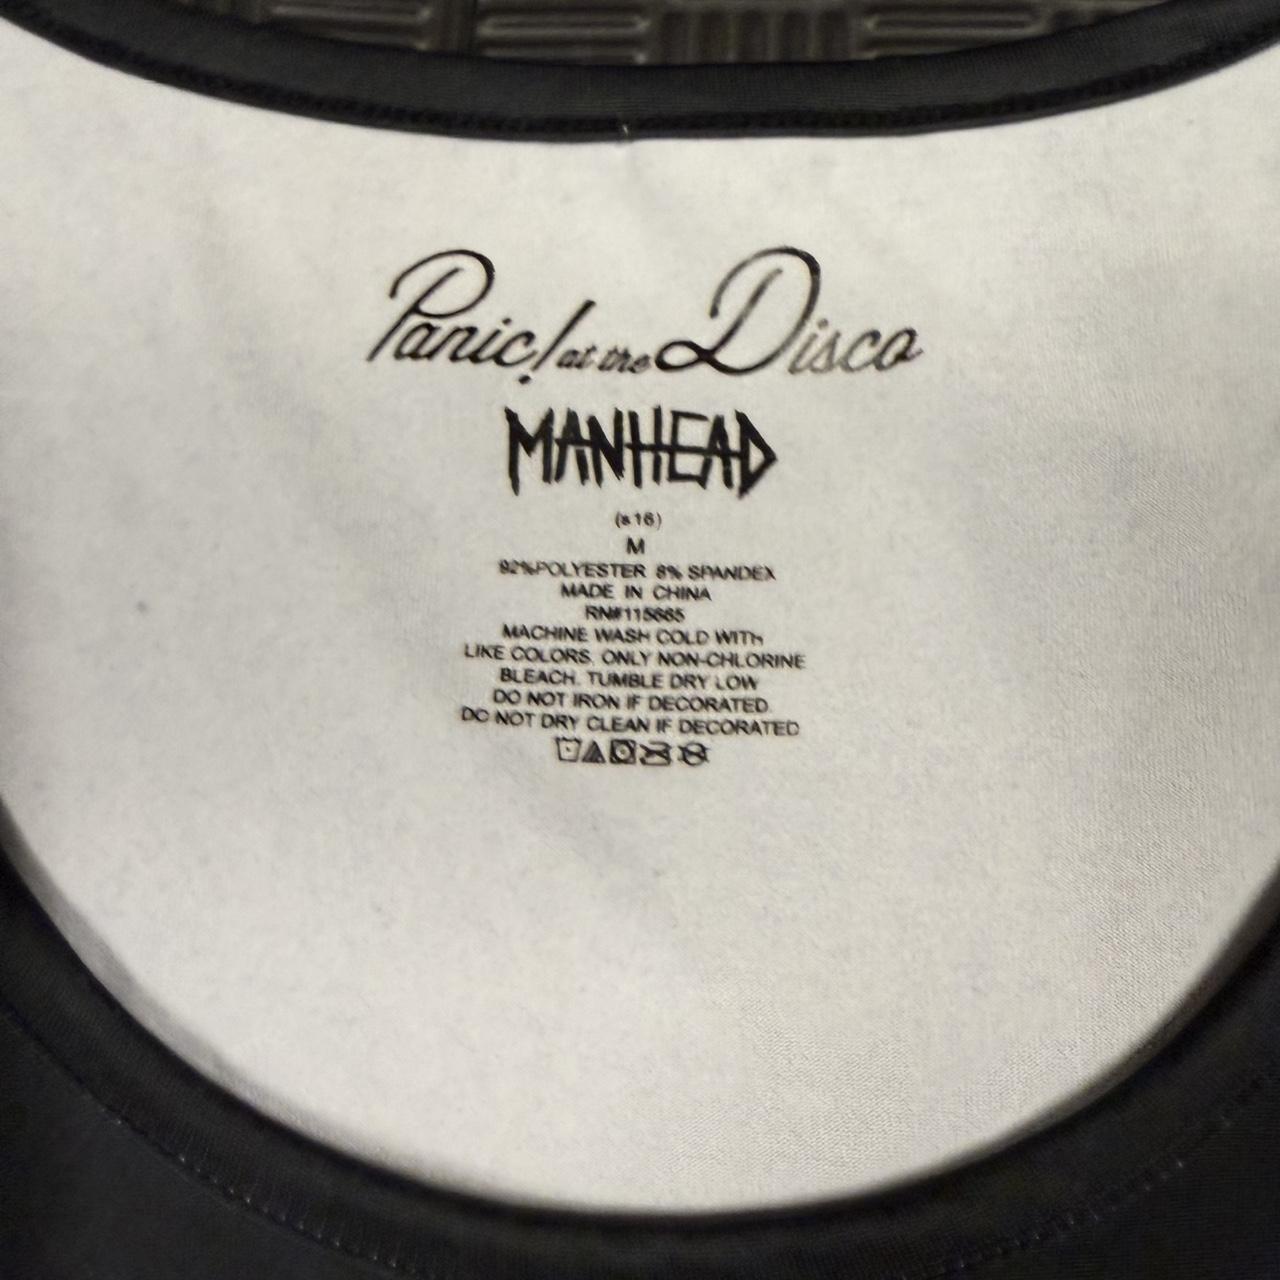 Panic! at the Disco
MANHEAD
(s16)
M
92%POLYESTER 8% SPANDEX
MADE IN CHINA
RN#115665
MACHINE WASH COLD WITH
LIKE COLORS. ONLY NON-CHLORINE
BLEACH. TUMBLE DRY LOW
DO NOT IRON IF DECORATED.
DO NOT DRY CLEAN IF DECORATED